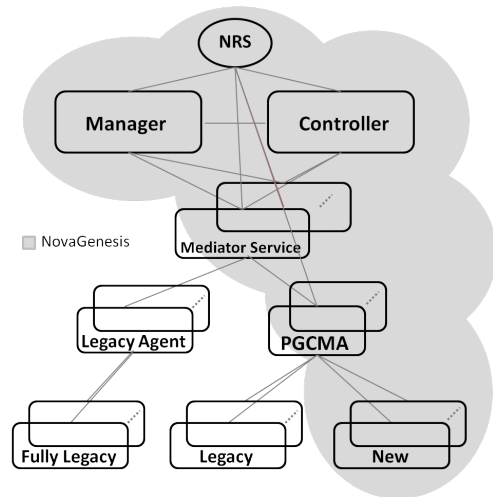 NRS
Manager
Controller
Mediator Service
NovaGenesis
Legacy Agent
PGCMA
Fully Legacy
Legacy
New